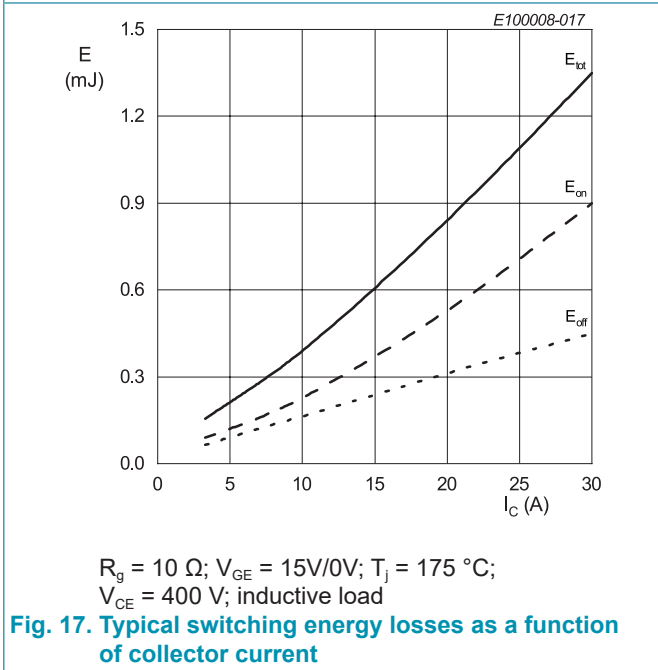 E100008-017
E
(mJ)
1.5
1.2
0.9
0.6
0.3
0.0
E_tot
E_on
E_off
0 5 10 15 20 25 30
I_C (A)
R_g = 10 Ω; V_GE = 15V/0V; T_j = 175 °C;
V_CE = 400 V; inductive load
Fig. 17. Typical switching energy losses as a function
of collector current